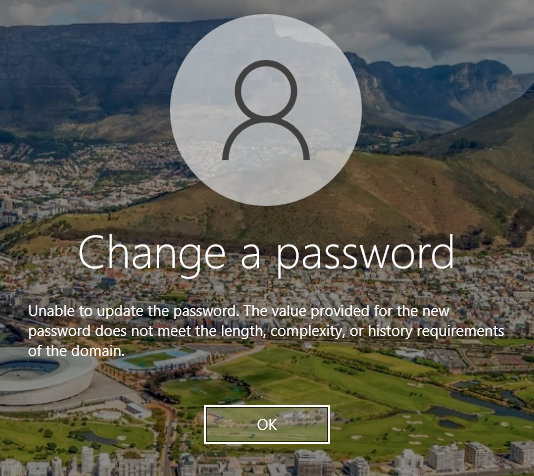 Change a password
Unable to update the password. The value provided for the new
password does not meet the length, complexity, or history requirements
of the domain.
OK